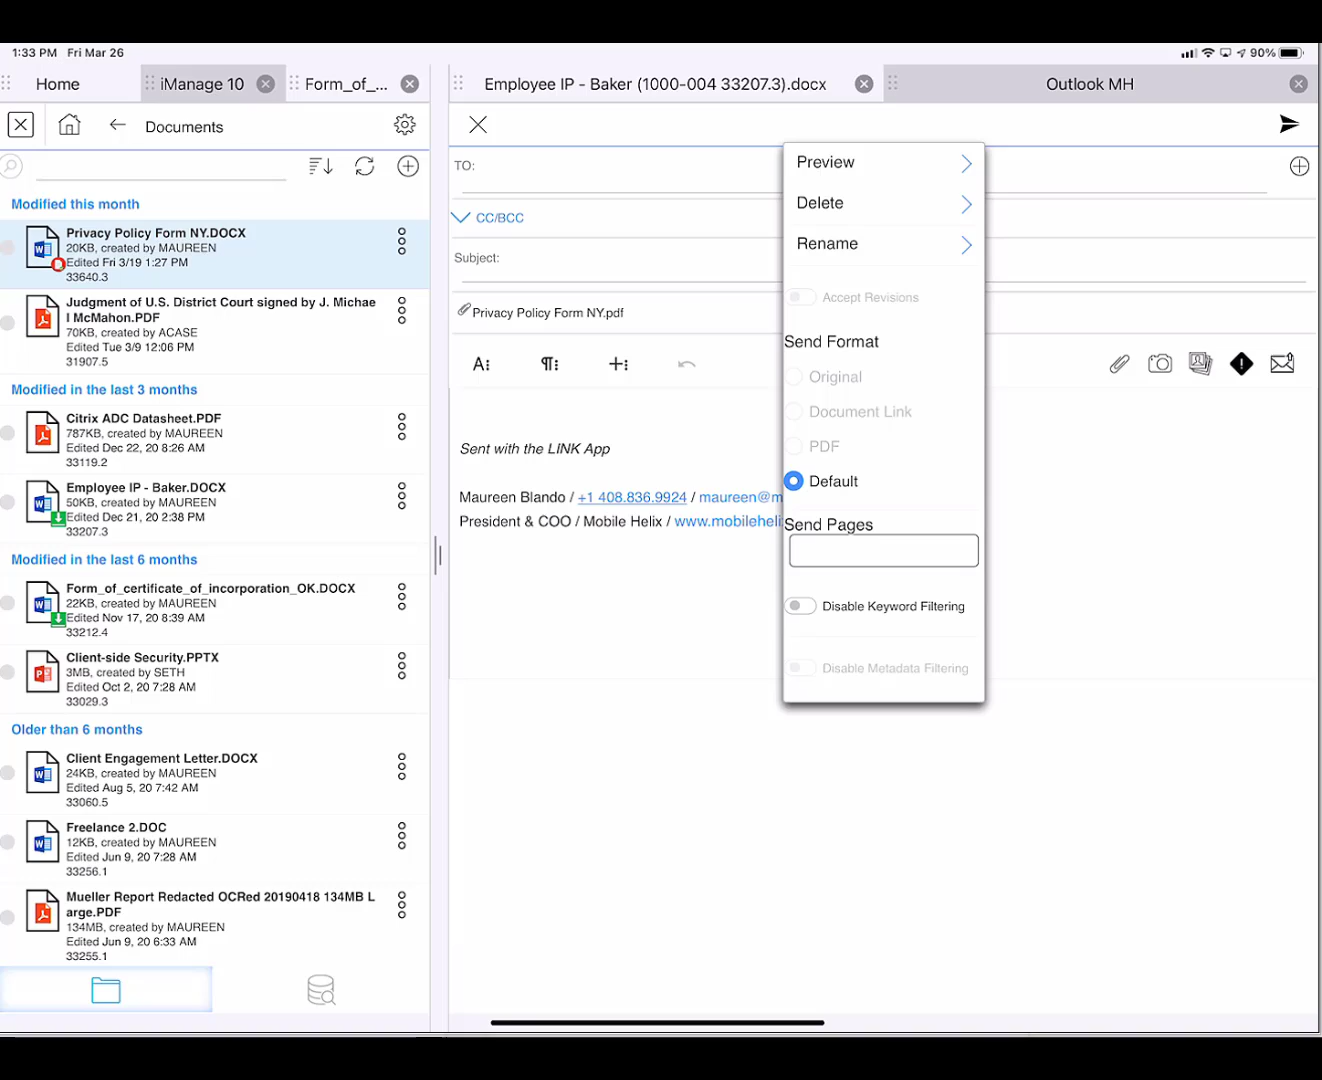 1:33 PM Fri Mar 26
90%
Home
iManage 10
Form_of_...
Employee IP - Baker (1000-004 33207.3).docx
Outlook MH
Documents
Modified this month
Privacy Policy Form NY.DOCX
20KB, created by MAUREEN
Edited Fri 3/19 1:27 PM
33640.3
Judgment of U.S. District Court signed by J. Michae
l McMahon.PDF
70KB, created by ACASE
Edited Tue 3/9 12:06 PM
31907.5
Modified in the last 3 months
Citrix ADC Datasheet.PDF
787KB, created by MAUREEN
Edited Dec 22, 20 8:26 AM
33119.2
Employee IP - Baker.DOCX
50KB, created by MAUREEN
Edited Dec 21, 20 2:38 PM
33207.3
Modified in the last 6 months
Form_of_certificate_of_incorporation_OK.DOCX
22KB, created by MAUREEN
Edited Nov 17, 20 8:39 AM
33212.4
Client-side Security.PPTX
3MB, created by SETH
Edited Oct 2, 20 7:28 AM
33029.3
Older than 6 months
Client Engagement Letter.DOCX
24KB, created by MAUREEN
Edited Aug 5, 20 7:42 AM
33060.5
Freelance 2.DOC
12KB, created by MAUREEN
Edited Jun 9, 20 7:28 AM
33256.1
Mueller Report Redacted OCRed 20190418 134MB L
arge.PDF
134MB, created by MAUREEN
Edited Jun 9, 20 6:33 AM
33255.1
TO:
CC/BCC
Subject:
Privacy Policy Form NY.pdf
A
Sent with the LINK App
Maureen Blando / +1 408.836.9924 / maureen@m
President & COO / Mobile Helix / www.mobileheli
Preview
Delete
Rename
Accept Revisions
Send Format
Original
Document Link
PDF
Default
Send Pages
Disable Keyword Filtering
Disable Metadata Filtering